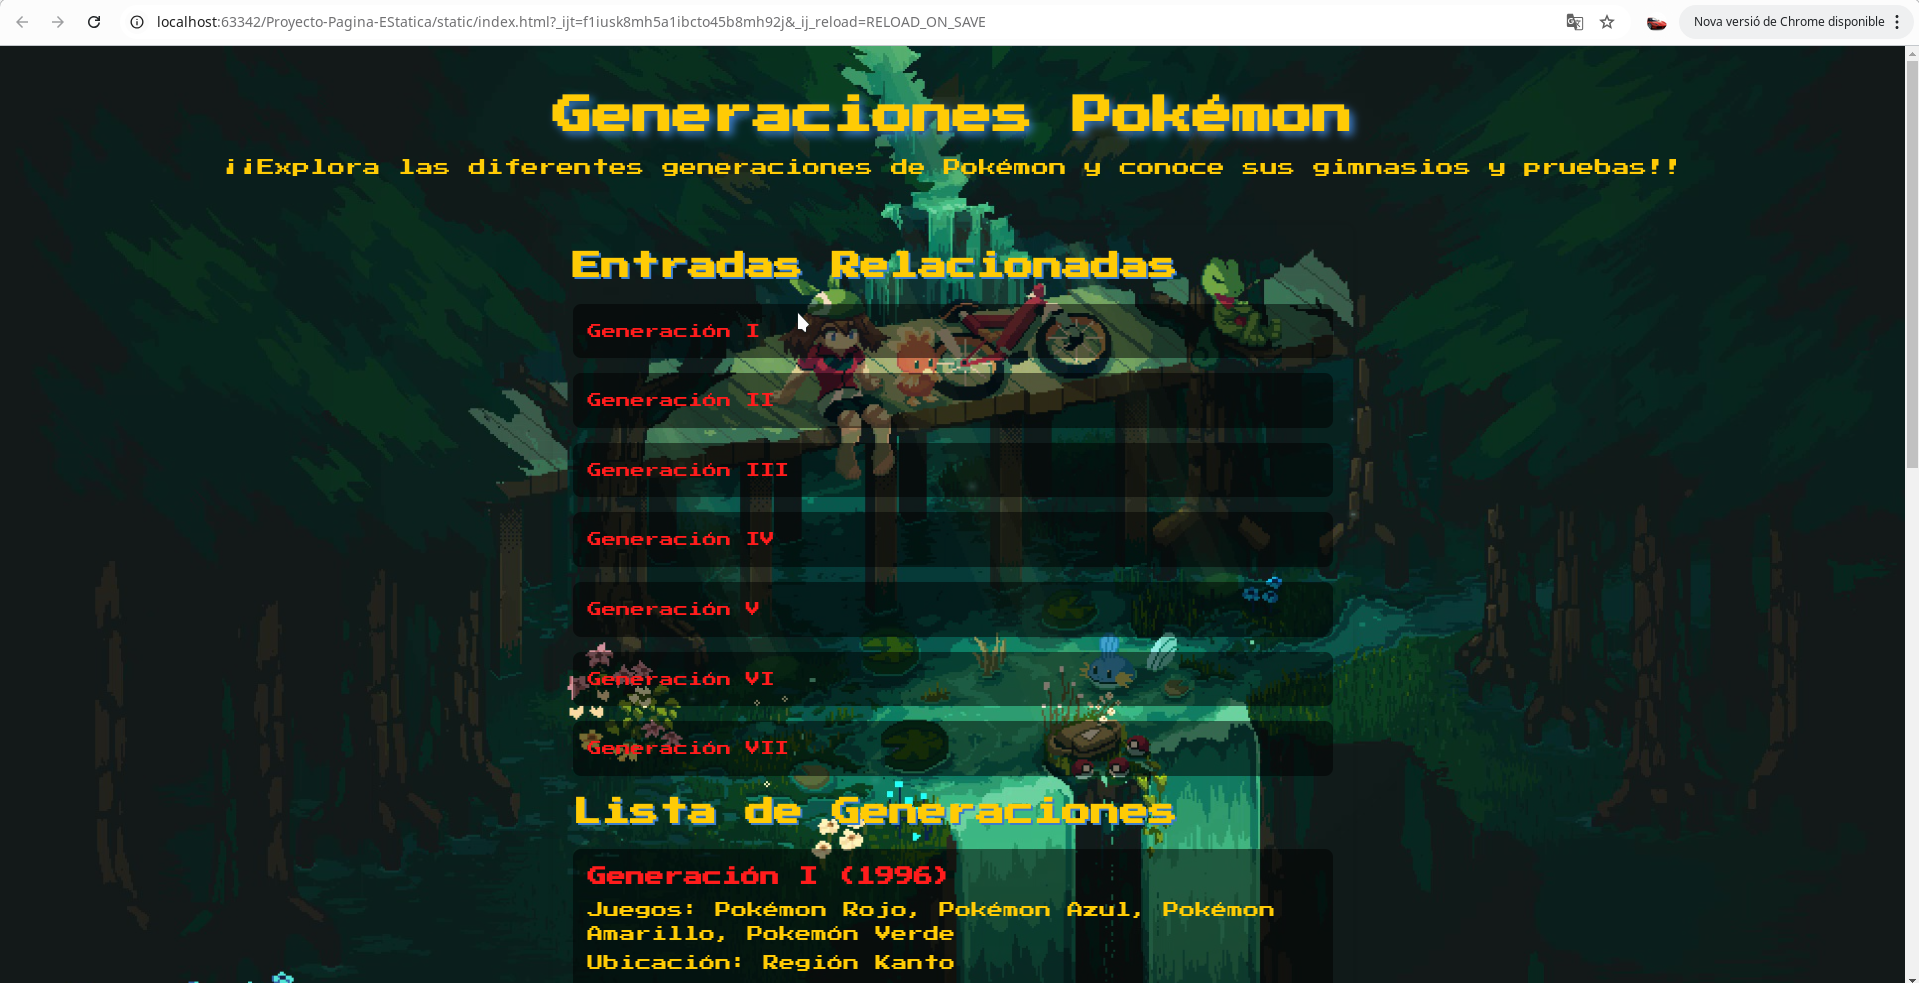 localhost:63342/Proyecto-Pagina-EStatica/static/index.html?_ijt=f1iusk8mh5a1ibcto45b8mh92j&_ij_reload=RELOAD_ON_SAVE
Nova versió de Chrome disponible
Generaciones Pokémon
¡¡Explora las diferentes generaciones de Pokémon y conoce sus gimnasios y pruebas!!
Entradas Relacionadas
Generación I
Generación II
Generación III
Generación IV
Generación V
Generación VI
Generación VII
Lista de Generaciones
Generación I (1996)
Juegos: Pokémon Rojo, Pokémon Azul, Pokémon
Amarillo, Pokemón Verde
Ubicación: Región Kanto